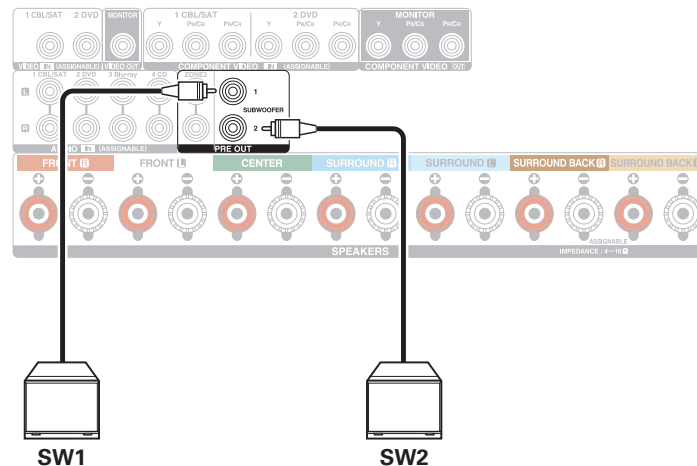 1 CBL/SAT 2 DVD MONITOR 1 CBL/SAT 2 DVD MONITOR
Y PB/CB PR/CR Y PB/CB PR/CR Y PB/CB PR/CR
VIDEO IN (ASSIGNABLE) VIDEO OUT COMPONENT VIDEO IN (ASSIGNABLE) COMPONENT VIDEO OUT
1 CBL/SAT 2 DVD 3 Blu-ray 4 CD ZONE2
L 1
SUBWOOFER
R 2
AUDIO IN (ASSIGNABLE) PRE OUT
FRONT R FRONT L CENTER SURROUND R SURROUND L SURROUND BACK R SURROUND BACK
ASSIGNABLE
SPEAKERS IMPEDANCE : 4~16 Ω
SW1 SW2